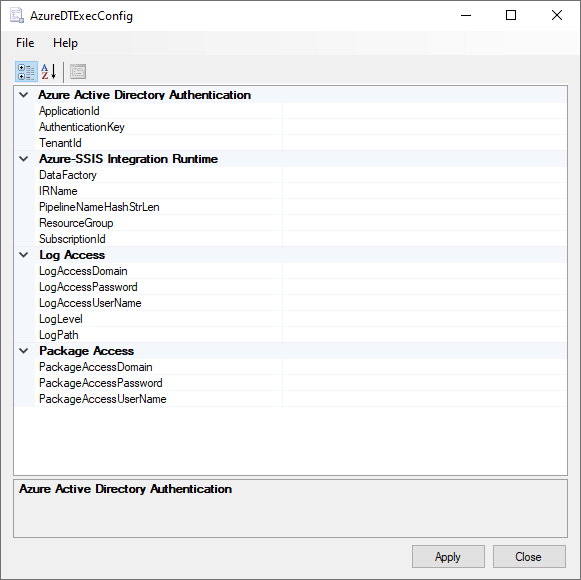 AzureDTExecConfig
File Help
Azure Active Directory Authentication
ApplicationId
AuthenticationKey
TenantId
Azure-SSIS Integration Runtime
DataFactory
IRName
PipelineNameHashStrLen
ResourceGroup
SubscriptionId
Log Access
LogAccessDomain
LogAccessPassword
LogAccessUserName
LogLevel
LogPath
Package Access
PackageAccessDomain
PackageAccessPassword
PackageAccessUserName
Azure Active Directory Authentication
Apply Close